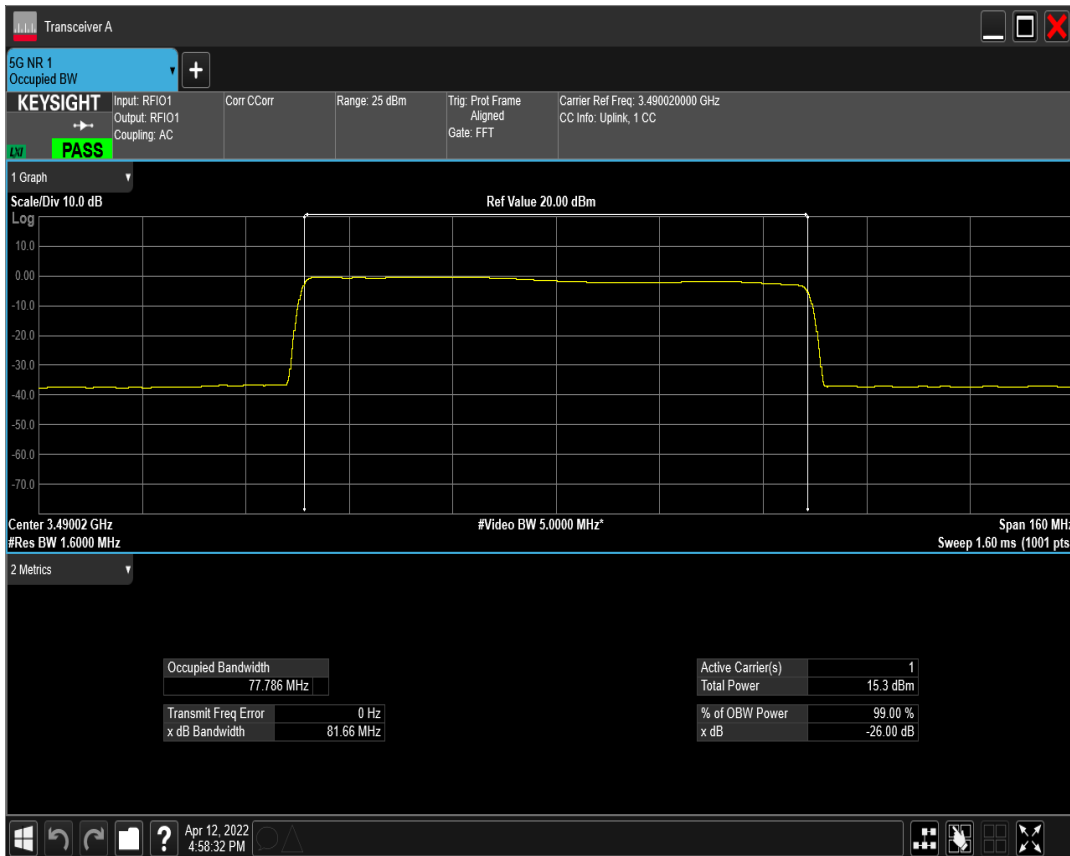 Transceiver A
5G NR 1
Occupied BW
+
KEYSIGHT
LXI
PASS
Input: RFIO1
Output: RFIO1
Coupling: AC
Corr CCorr
Range: 25 dBm
Trig: Prot Frame
Aligned
Gate: FFT
Carrier Ref Freq: 3.490020000 GHz
CC Info: Uplink, 1 CC
1 Graph
Scale/Div 10.0 dB
Ref Value 20.00 dBm
Log
10.0
0.00
-10.0
-20.0
-30.0
-40.0
-50.0
-60.0
-70.0
Center 3.49002 GHz
#Video BW 5.0000 MHz*
Span 160 MHz
#Res BW 1.6000 MHz
Sweep 1.60 ms (1001 pts
2 Metrics
Occupied Bandwidth
77.786 MHz
Transmit Freq Error 0 Hz
x dB Bandwidth 81.66 MHz
Active Carrier(s) 1
Total Power 15.3 dBm
% of OBW Power 99.00 %
x dB -26.00 dB
?
Apr 12, 2022
4:58:32 PM